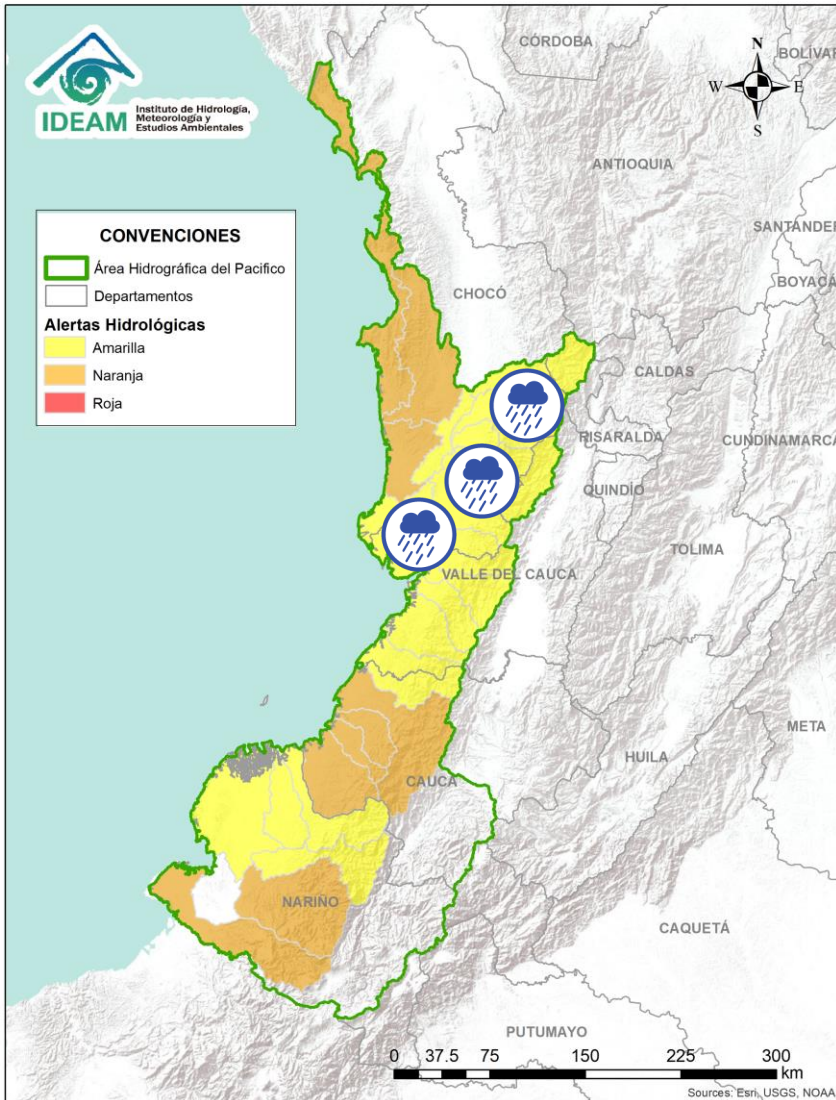 IDEAM
Instituto de Hidrología,
Meteorología y
Estudios Ambientales
CÓRDOBA
BOLÍVAR
N
W
E
S
ANTIOQUIA
SANTANDER
BOYACÁ
CONVENCIONES
Área Hidrográfica del Pacifico
Departamentos
Alertas Hidrológicas
Amarilla
Naranja
Roja
CHOCÓ
CALDAS
RISARALDA
CUNDINAMARCA
QUINDÍO
TOLIMA
VALLE DEL CAUCA
META
HUILA
CAUCA
NARIÑO
CAQUETÁ
PUTUMAYO
0 37.5 75 150 225 300
km
Sources: Esri, USGS, NOAA